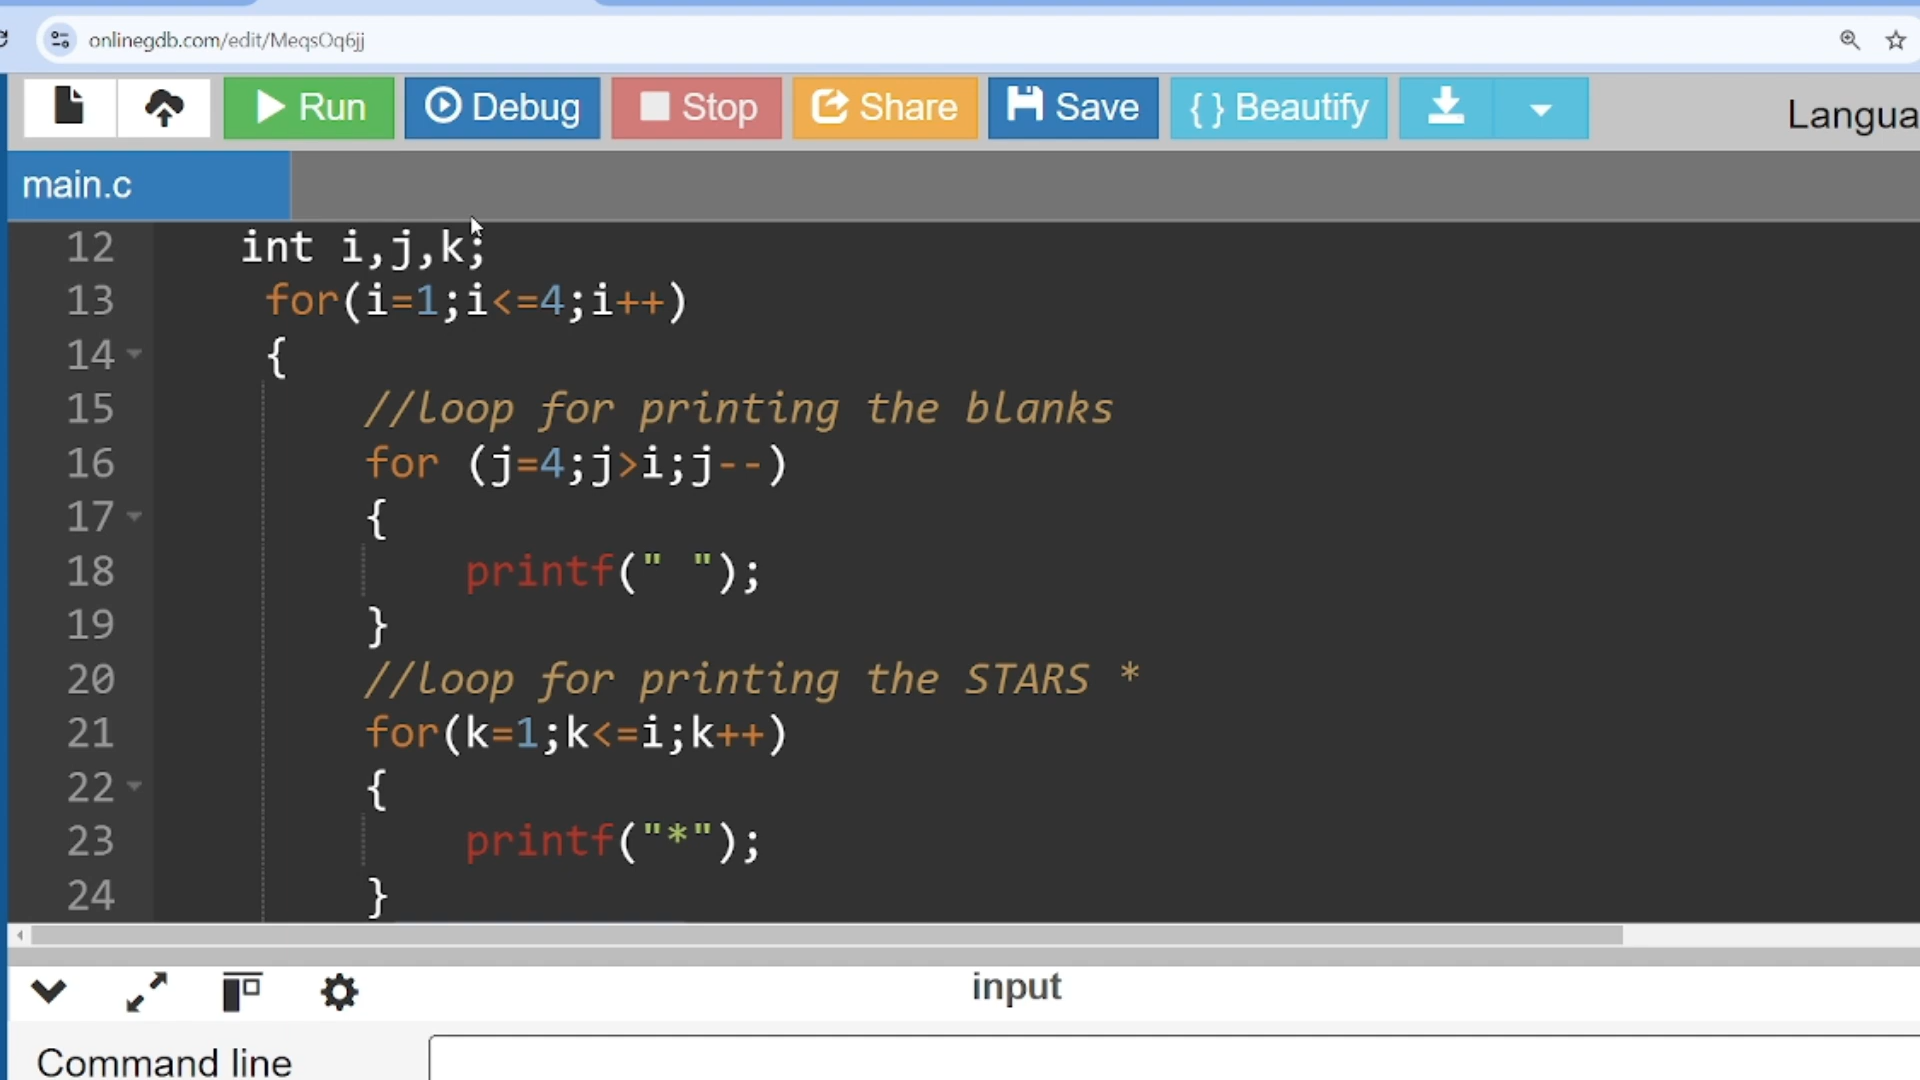 onlinegdb.com/edit/MeqsOq6jj
Run Debug Stop Share Save { } Beautify Langua
main.c
12 int i,j,k;
13 for(i=1;i<=4;i++)
14 {
15 //loop for printing the blanks
16 for (j=4;j>i;j--)
17 {
18 printf(" ");
19 }
20 //loop for printing the STARS *
21 for(k=1;k<=i;k++)
22 {
23 printf("*");
24 }
input
Command line